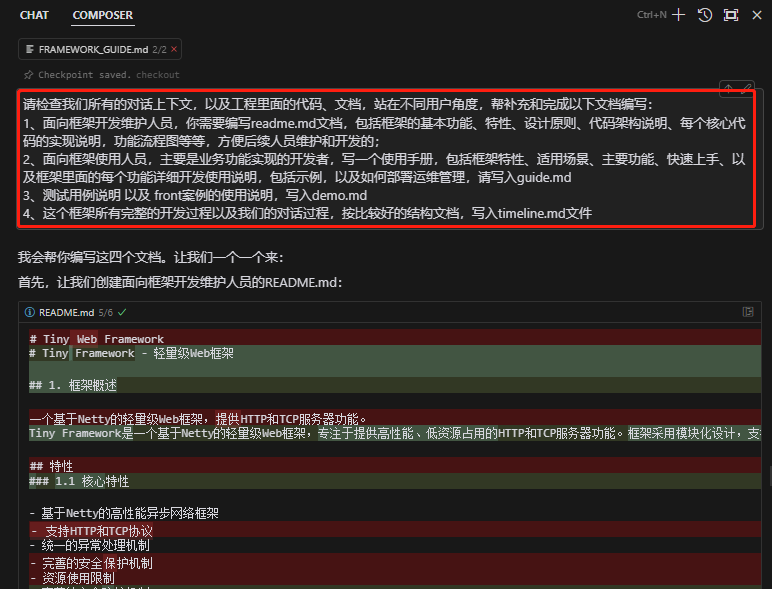 CHAT COMPOSER Ctrl+N
FRAMEWORK_GUIDE.md 2/2 ×
Checkpoint saved. checkout
请检查我们所有的对话上下文，以及工程里面的代码、文档，站在不同用户角度，帮补充和完成以下文档编写：
1、面向框架开发维护人员，你需要编写readme.md文档，包括框架的基本功能、特性、设计原则、代码架构说明、每个核心代
码的实现说明，功能流程图等等，方便后续人员维护和开发的；
2、面向框架使用人员，主要是业务功能实现的开发者，写一个使用手册，包括框架特性、适用场景、主要功能、快速上手、以
及框架里面的每个功能详细开发使用说明，包括示例，以及如何部署运维管理，请写入guide.md
3、测试用例说明 以及 front案例的使用说明，写入demo.md
4、这个框架所有完整的开发过程以及我们的对话过程，按比较好的结构文档，写入timeline.md文件
我会帮你编写这四个文档。让我们一个一个来：
首先，让我们创建面向框架开发维护人员的README.md：
README.md 5/6
# Tiny Web Framework
# Tiny Framework - 轻量级Web框架
## 1. 框架概述
一个基于Netty的轻量级Web框架，提供HTTP和TCP服务器功能。
Tiny Framework是一个基于Netty的轻量级Web框架，专注于提供高性能、低资源占用的HTTP和TCP服务器功能。框架采用模块化设计，支
## 特性
### 1.1 核心特性
- 基于Netty的高性能异步网络框架
- 支持HTTP和TCP协议
- 统一的异常处理机制
- 完善的安全保护机制
- 资源使用限制